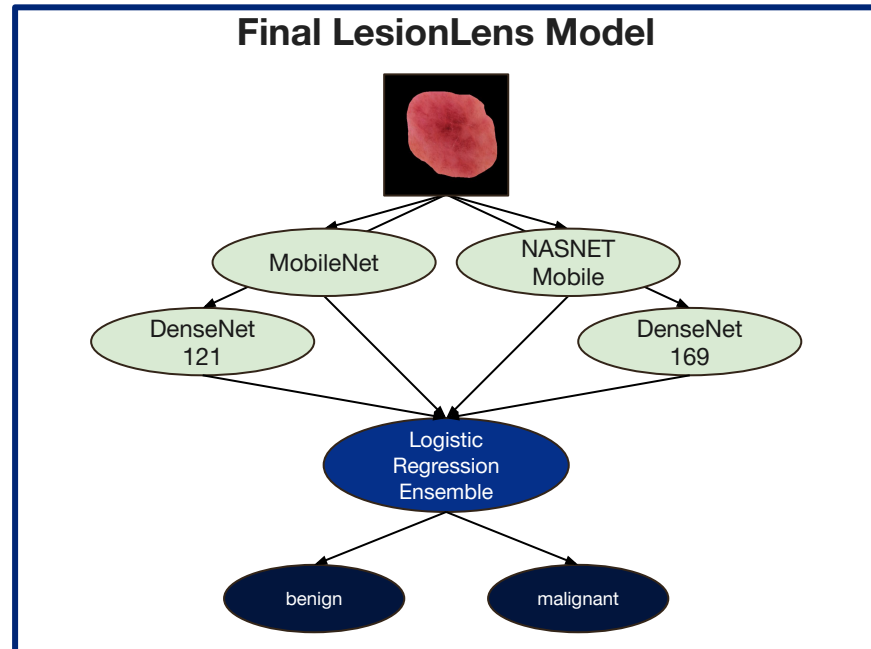 Final LesionLens Model
MobileNet
NASNET
Mobile
DenseNet
121
DenseNet
169
Logistic
Regression
Ensemble
benign
malignant